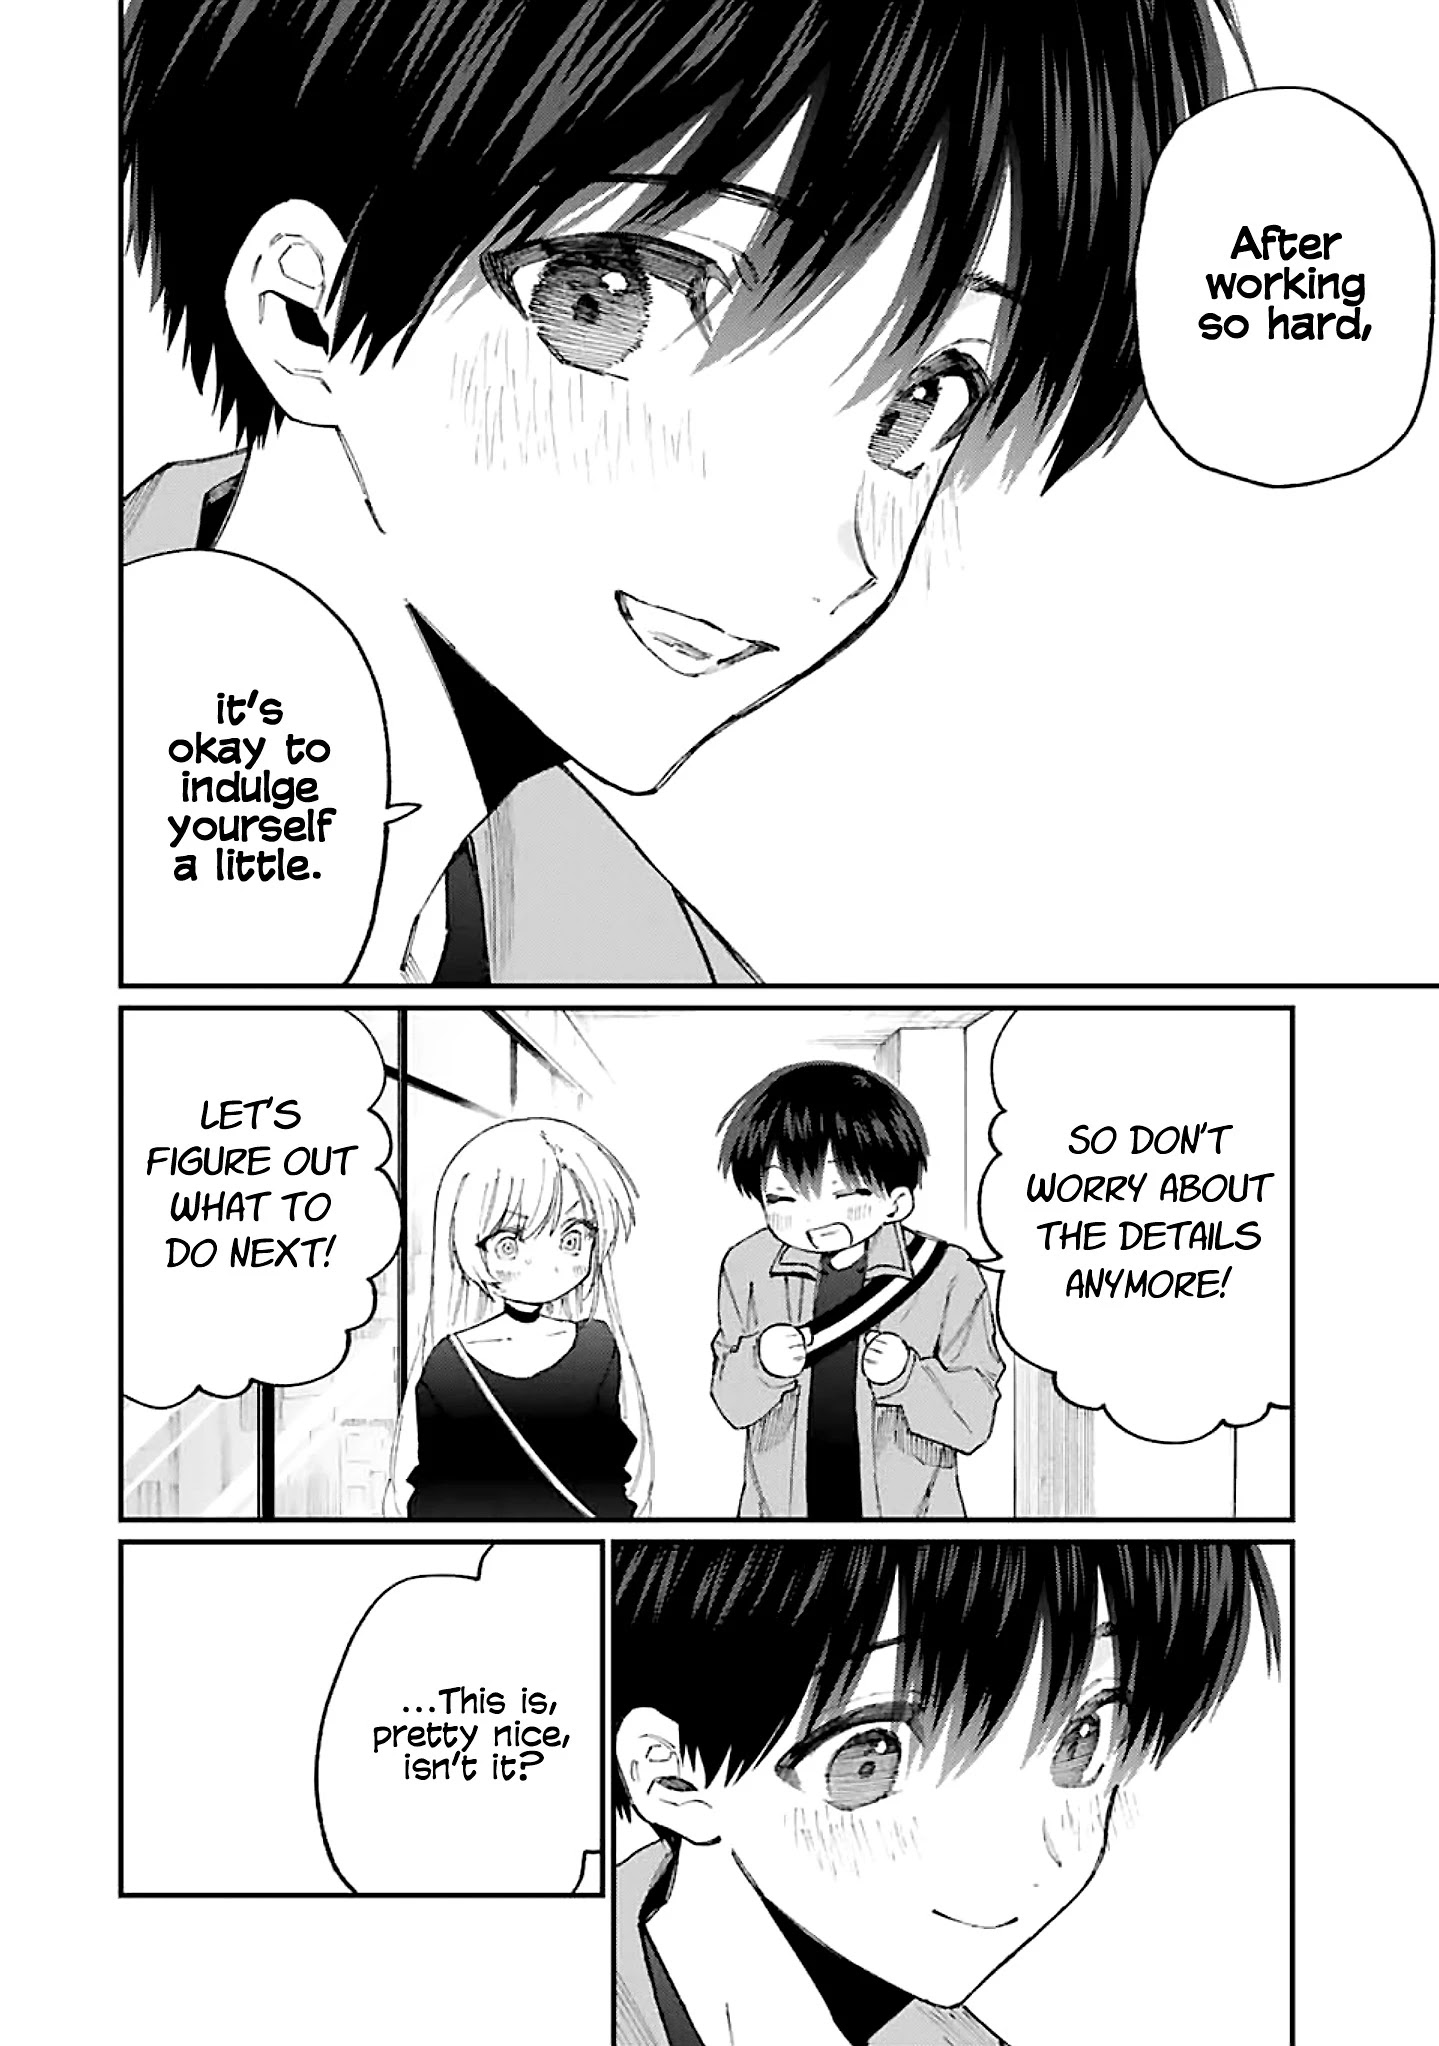 After
working
so hard,
it's
okay to
indulge
yourself
a little.
SO DON'T
WORRY ABOUT
THE DETAILS
ANYMORE!
LET'S
FIGURE OUT
WHAT TO
DO NEXT!
...This is,
pretty nice,
isn't it?